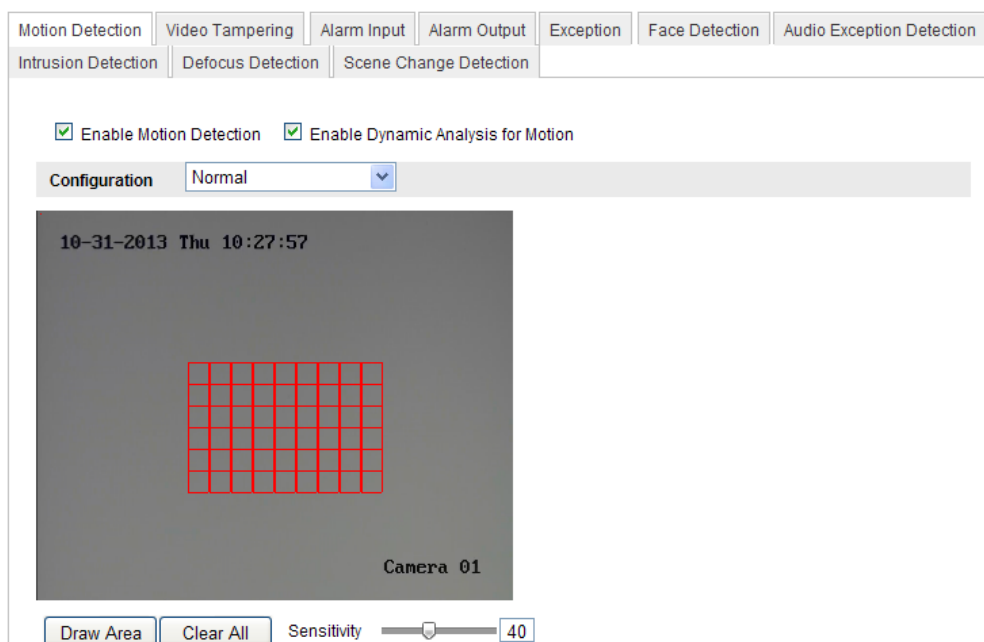 Motion Detection Video Tampering Alarm Input Alarm Output Exception Face Detection Audio Exception Detection
Intrusion Detection Defocus Detection Scene Change Detection
Enable Motion Detection Enable Dynamic Analysis for Motion
Configuration Normal
10-31-2013 Thu 10:27:57
Camera 01
Draw Area Clear All Sensitivity 40